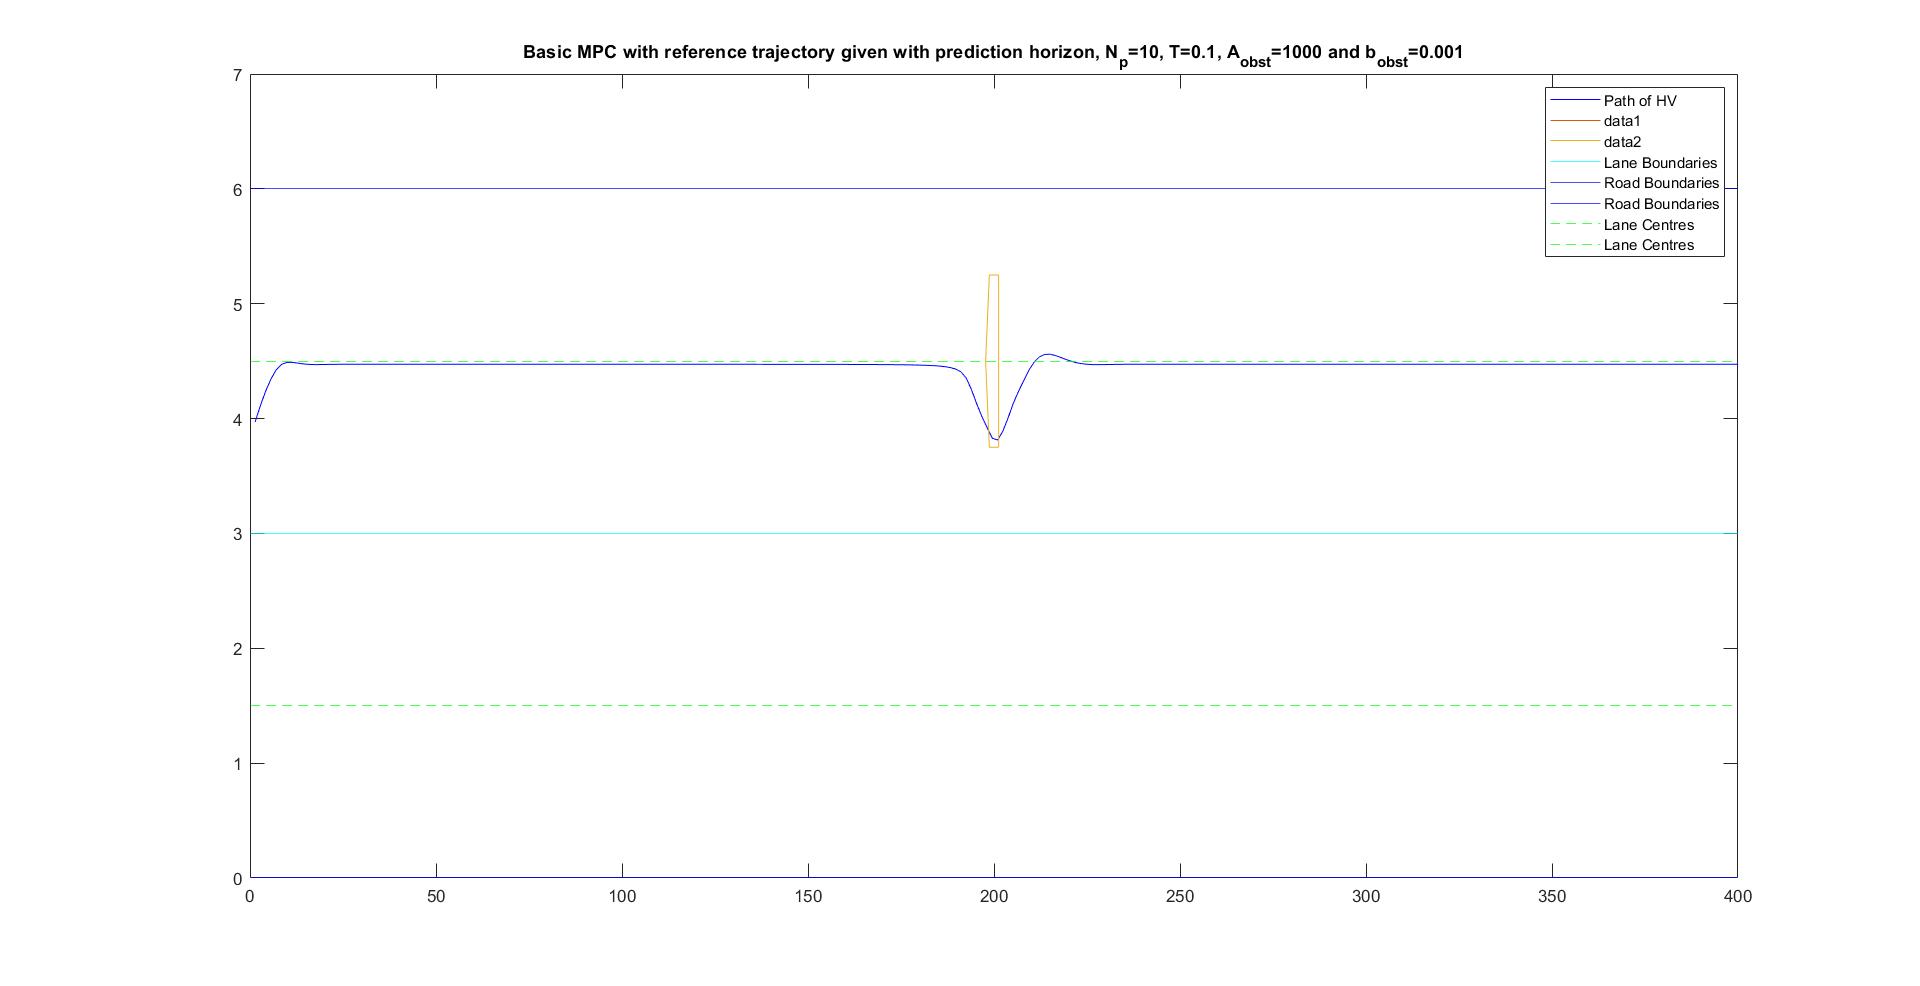 Basic MPC with reference trajectory given with prediction horizon, Np=10, T=0.1, Aobst=1000 and bobst=0.001
7
6
5
4
3
2
1
0
Path of HV
data1
data2
Lane Boundaries
Road Boundaries
Road Boundaries
Lane Centres
Lane Centres
0 50 100 150 200 250 300 350 400